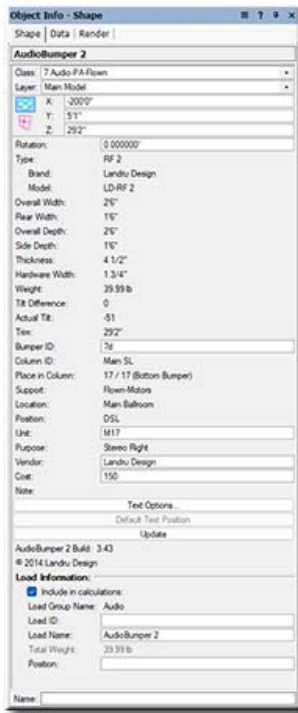 Object Info - Shape
Shape Data Render
AudioBumper 2
Class: 7 Audio-PA-Flown
Layer: Main Model
X: -200'0"
Y: 5'1"
Z: 29'2"
Rotation: 0.000000°
Type: RF 2
Brand: Landru Design
Model: LD-RF 2
Overall Width: 2'6"
Rear Width: 1'6"
Overall Depth: 2'6"
Side Depth: 1'6"
Thickness: 4 1/2"
Hardware Width: 1 3/4"
Weight: 39.99 lb
Tilt Difference: 0
Actual Tilt: -51
Trim: 29'2"
Bumper ID: 7d
Column ID: Main SL
Place in Column: 17 / 17 (Bottom Bumper)
Support: Flown-Motors
Location: Main Ballroom
Position: DSL
Unit: M17
Purpose: Stereo Right
Vendor: Landru Design
Cost: 150
Note:
Text Options...
Default Text Position
Update
AudioBumper 2 Build: 3.43
© 2014 Landru Design
Load Information:
Include in calculations:
Load Group Name: Audio
Load ID:
Load Name: AudioBumper 2
Total Weight: 39.99 lb
Position:
Name: